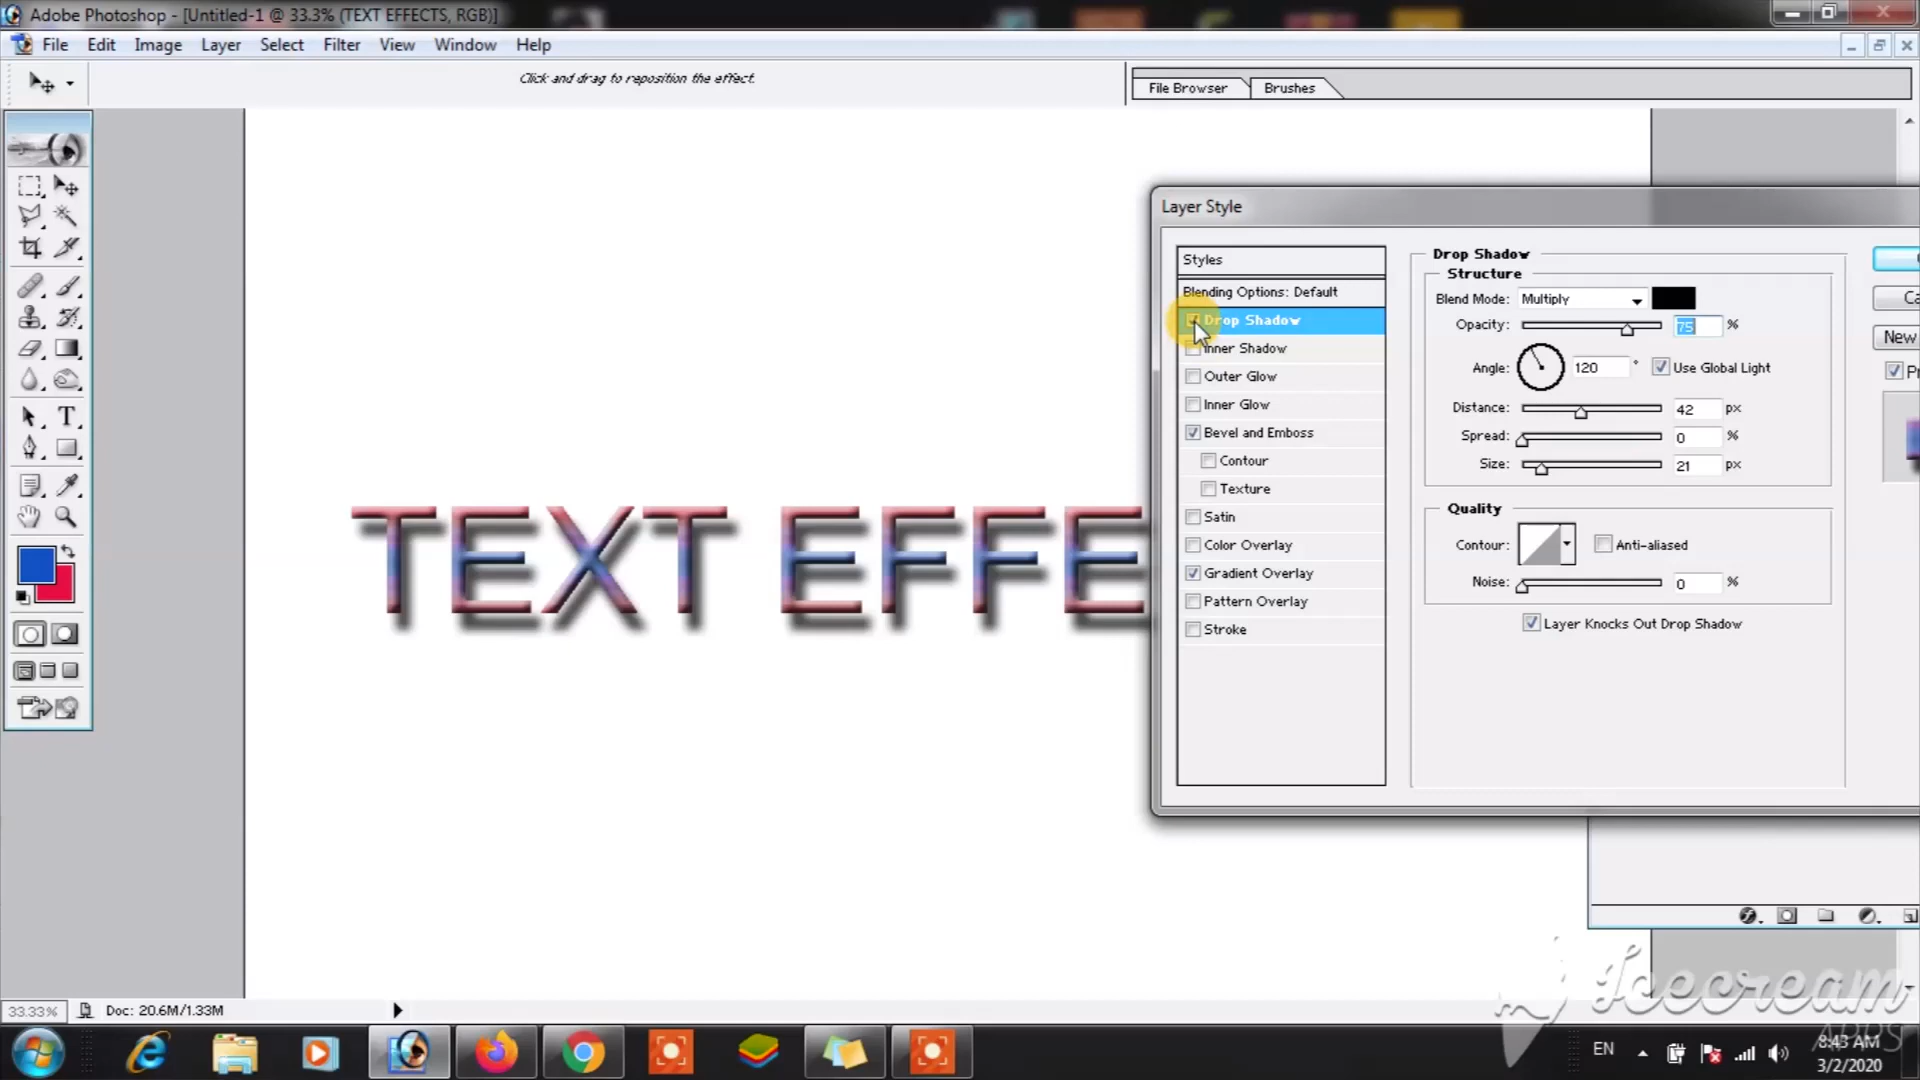 Adobe Photoshop - [Untitled-1 @ 33.3% (TEXT EFFECTS, RGB)]
File Edit Image Layer Select Filter View Window Help
Click and drag to reposition the effect.
File Browser Brushes
Layer Style
Styles
Blending Options: Default
Drop Shadow
Inner Shadow
Outer Glow
Inner Glow
Bevel and Emboss
Contour
Texture
Satin
Color Overlay
Gradient Overlay
Pattern Overlay
Stroke
Drop Shadow
Structure
Blend Mode: Multiply
Opacity: 75 %
Angle: 120 ° Use Global Light
Distance: 42 px
Spread: 0 %
Size: 21 px
Quality
Contour: Anti-aliased
Noise: 0 %
Layer Knocks Out Drop Shadow
Ca
New
Pr
TEXT EFFE
T
33.33% Doc: 20.6M/1.33M
Icecream
APPS
EN
8:43 AM
3/2/2020